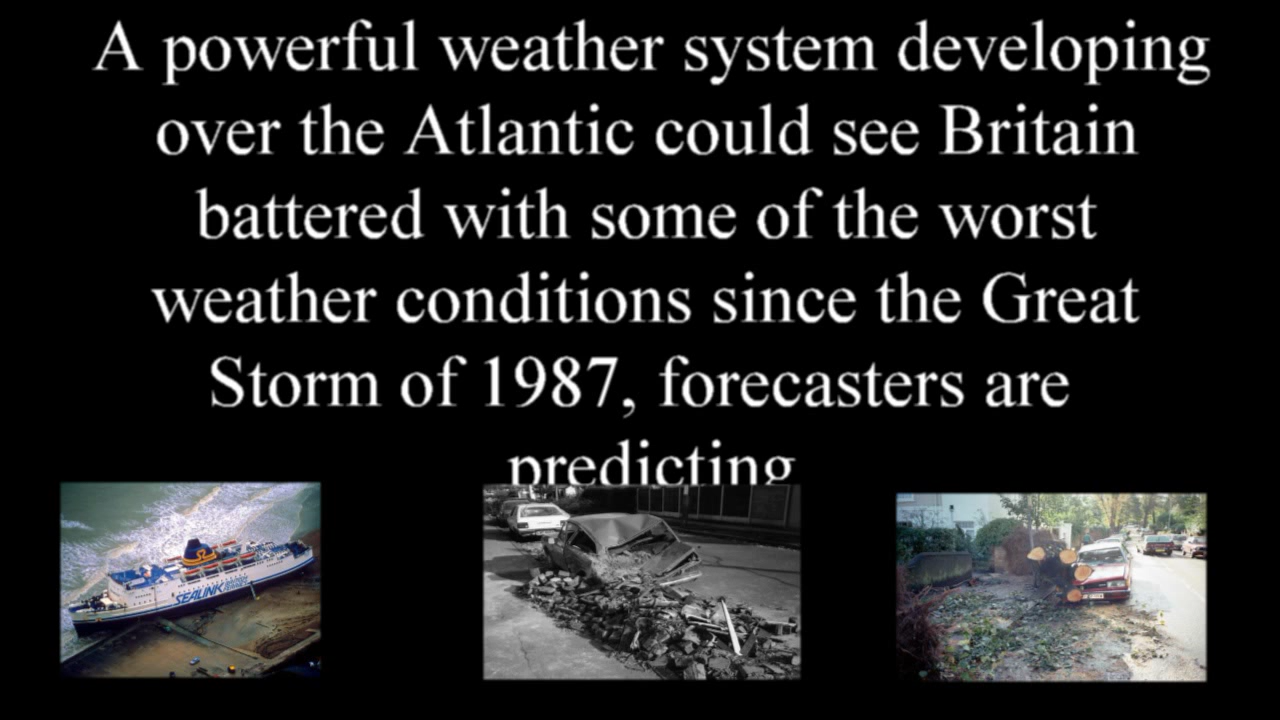 A powerful weather system developing
over the Atlantic could see Britain
battered with some of the worst
weather conditions since the Great
Storm of 1987, forecasters are
predicting
SEALINK